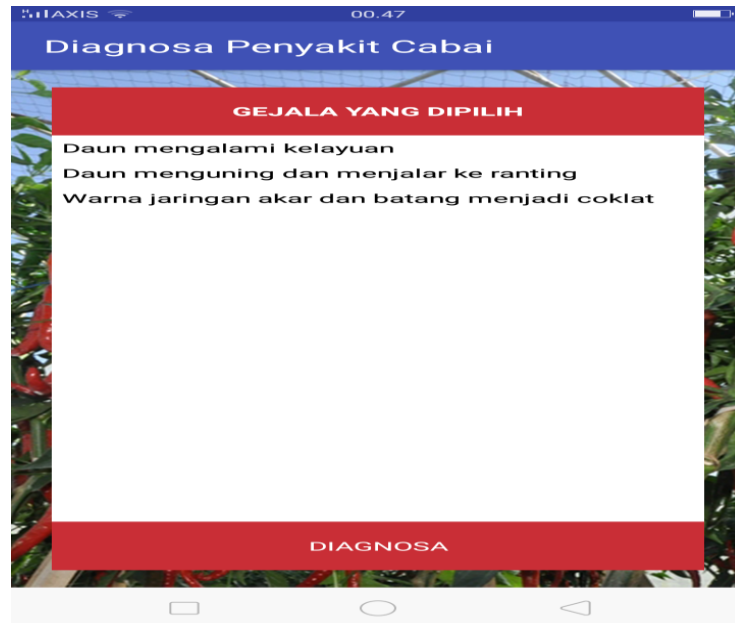 AXIS
00.47
Diagnosa Penyakit Cabai
GEJALA YANG DIPILIH
Daun mengalami kelayuan
Daun menguning dan menjalar ke ranting
Warna jaringan akar dan batang menjadi coklat
DIAGNOSA